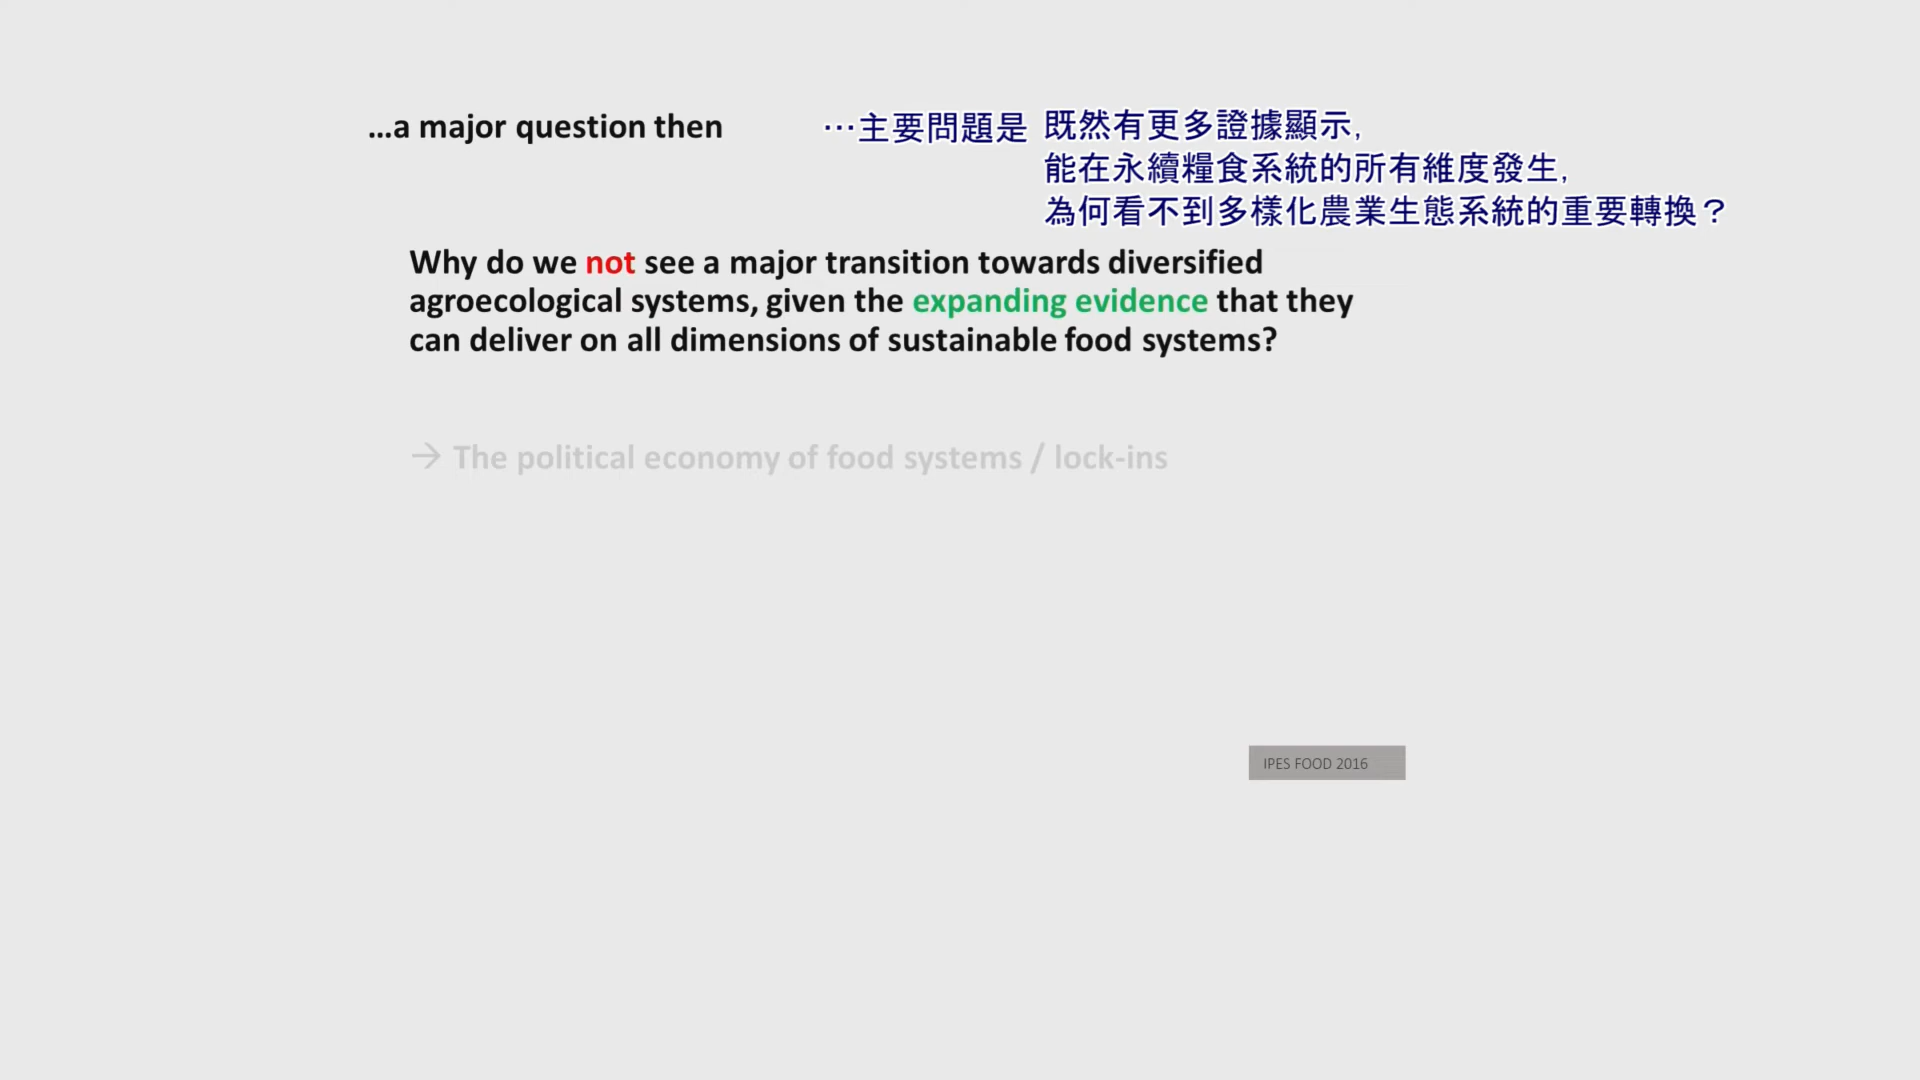 ...a major question then
…主要問題是 既然有更多證據顯示,
能在永續糧食系統的所有維度發生,
為何看不到多樣化農業生態系統的重要轉換？
Why do we not see a major transition towards diversified
agroecological systems, given the expanding evidence that they
can deliver on all dimensions of sustainable food systems?
→ The political economy of food systems / lock-ins
IPES FOOD 2016